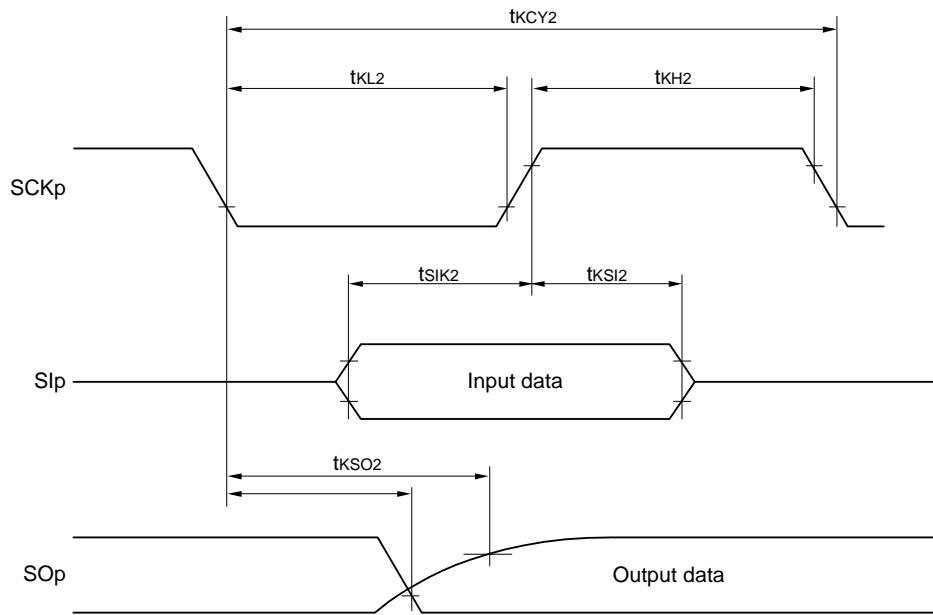 tKCY2
tKL2
tKH2
SCKp
tSIK2
tKSI2
SIp
Input data
tKSO2
SOp
Output data